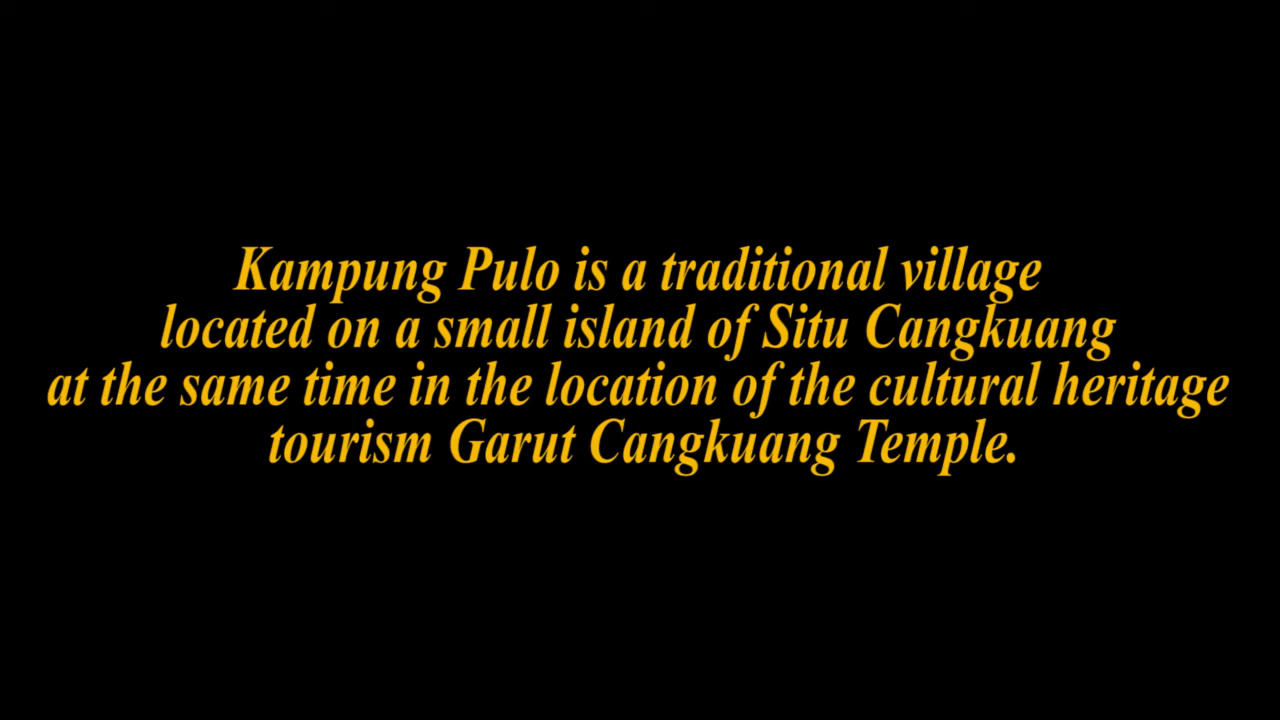 Kampung Pulo is a traditional village
located on a small island of Situ Cangkuang
at the same time in the location of the cultural heritage
tourism Garut Cangkuang Temple.